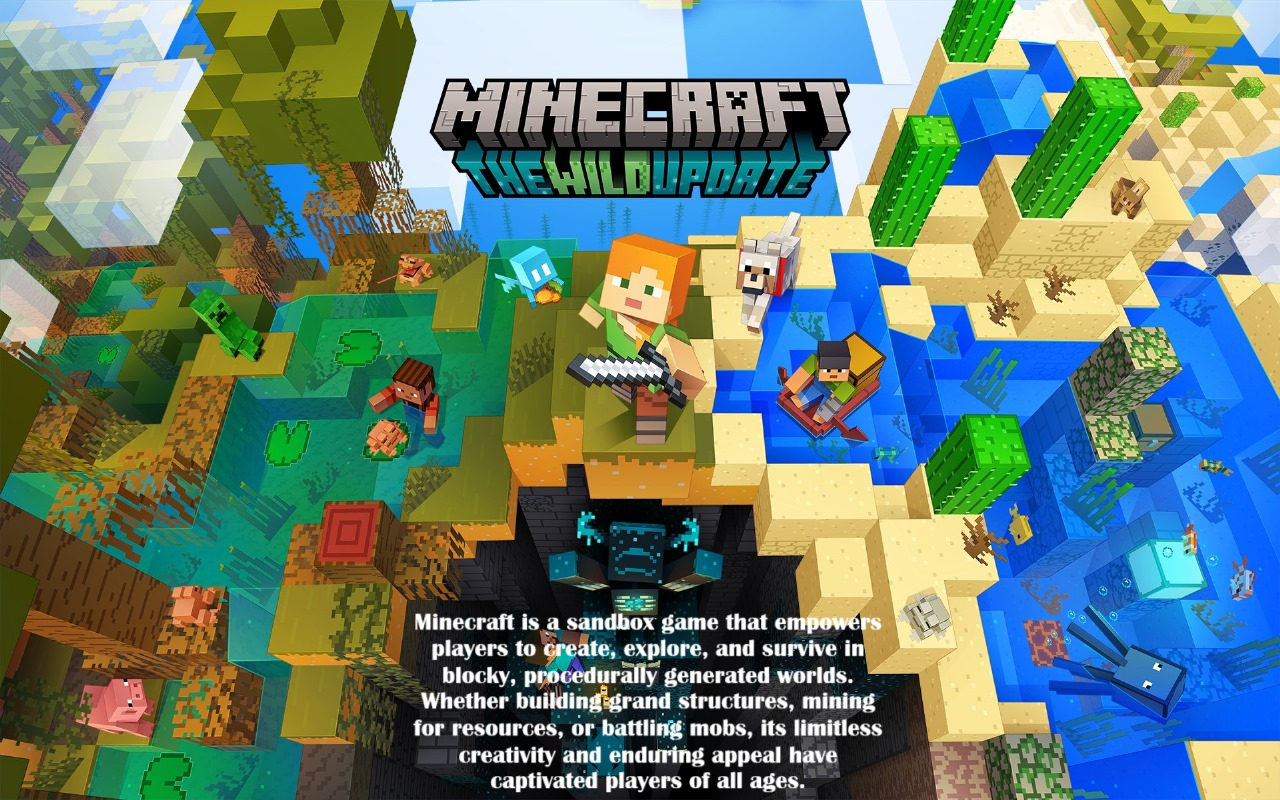 MINECRAFT
THE WILD UPDATE
Minecraft is a sandbox game that empowers
players to create, explore, and survive in
blocky, procedurally generated worlds.
Whether building grand structures, mining
for resources, or battling mobs, its limitless
creativity and enduring appeal have
captivated players of all ages.